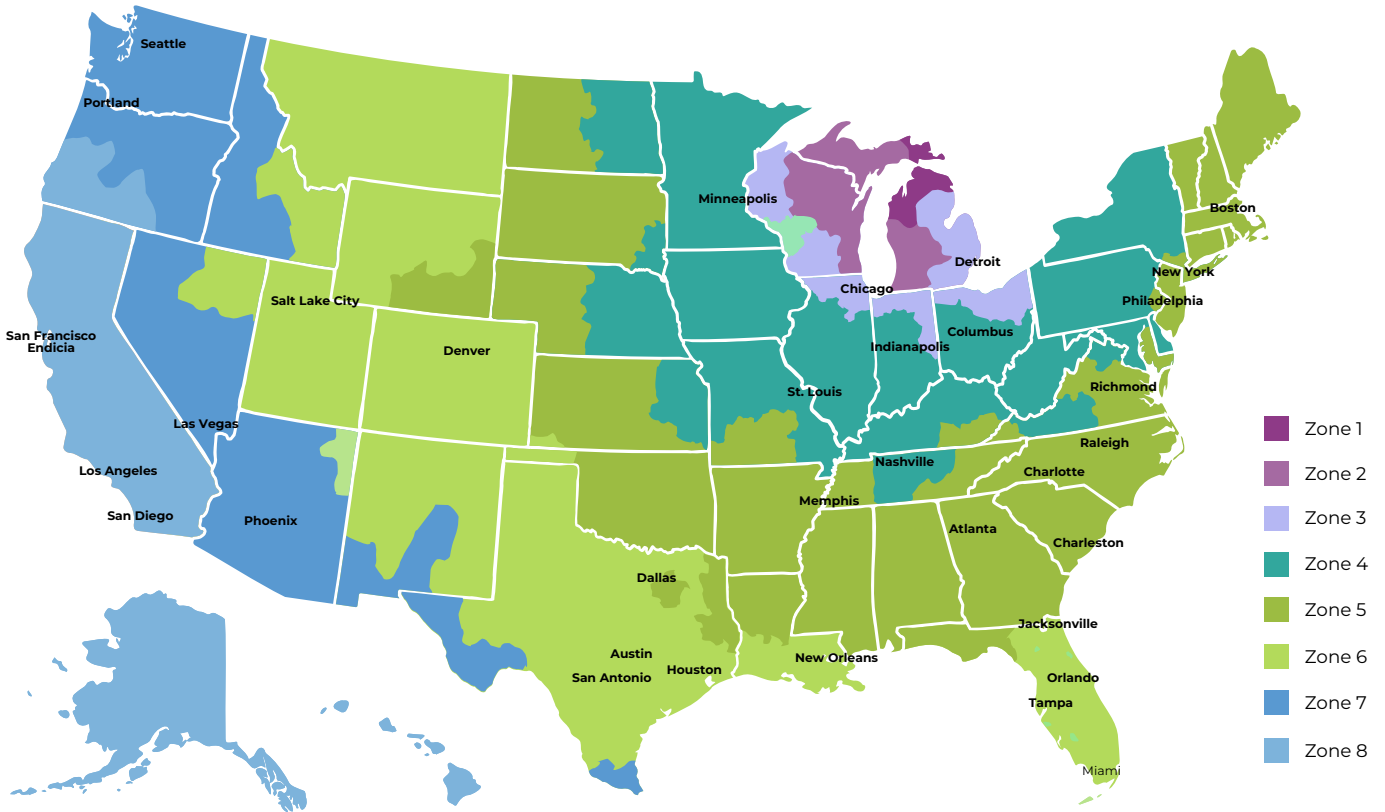 Seattle
Portland
Minneapolis
Boston
Detroit
New York
Salt Lake City
Chicago
Philadelphia
San Francisco
Endicia
Columbus
Denver
Indianapolis
St. Louis
Richmond
Las Vegas
Raleigh
Nashville
Los Angeles
Charlotte
Memphis
San Diego
Phoenix
Atlanta
Charleston
Dallas
Jacksonville
Austin
New Orleans
Houston
San Antonio
Orlando
Tampa
Miami
Zone 1
Zone 2
Zone 3
Zone 4
Zone 5
Zone 6
Zone 7
Zone 8